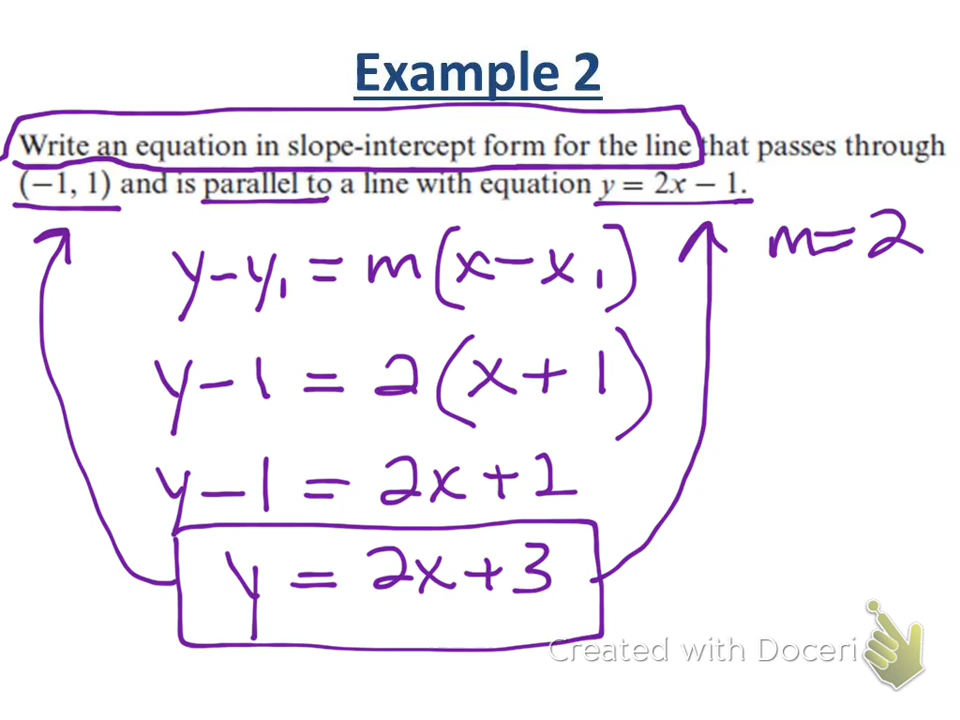 Example 2
Write an equation in slope-intercept form for the line that passes through
(−1, 1) and is parallel to a line with equation y = 2x − 1.
m=2
y-y₁ = m(x-x₁)
y-1 = 2(x+1)
y-1 = 2x+2
y = 2x+3
Created with Doceri